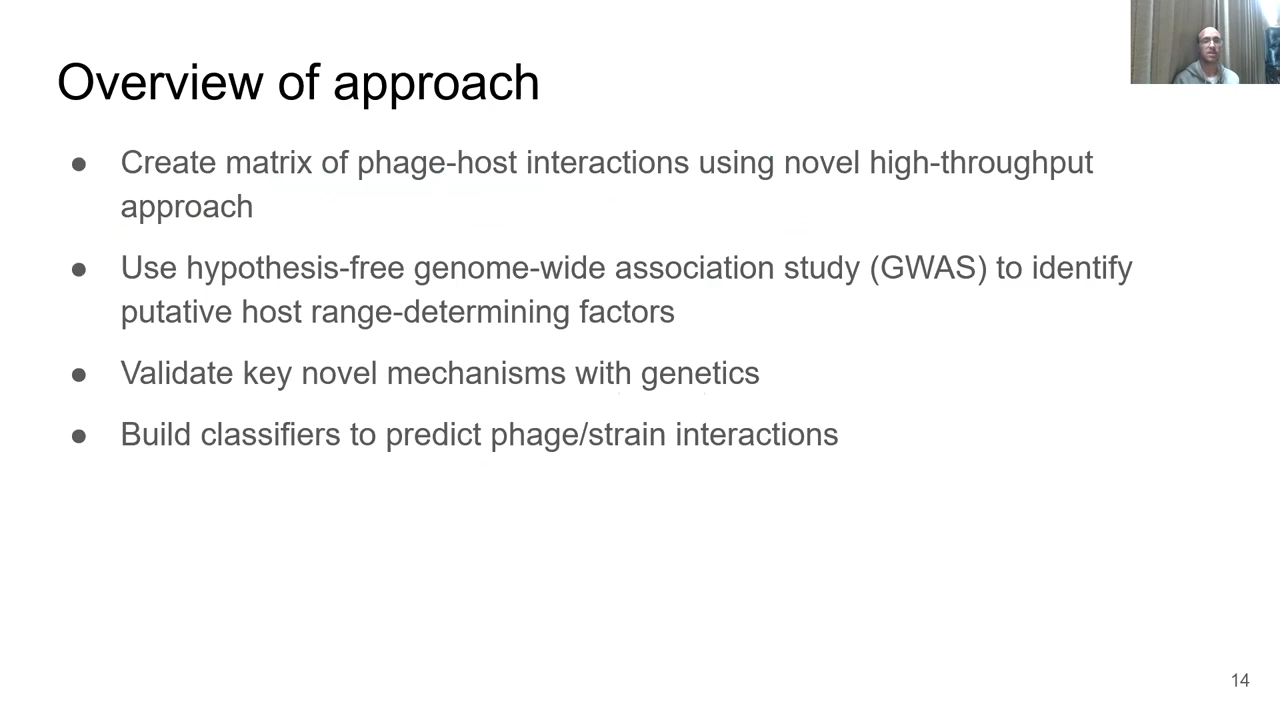 Overview of approach
● Create matrix of phage-host interactions using novel high-throughput
approach
● Use hypothesis-free genome-wide association study (GWAS) to identify
putative host range-determining factors
● Validate key novel mechanisms with genetics
● Build classifiers to predict phage/strain interactions
14